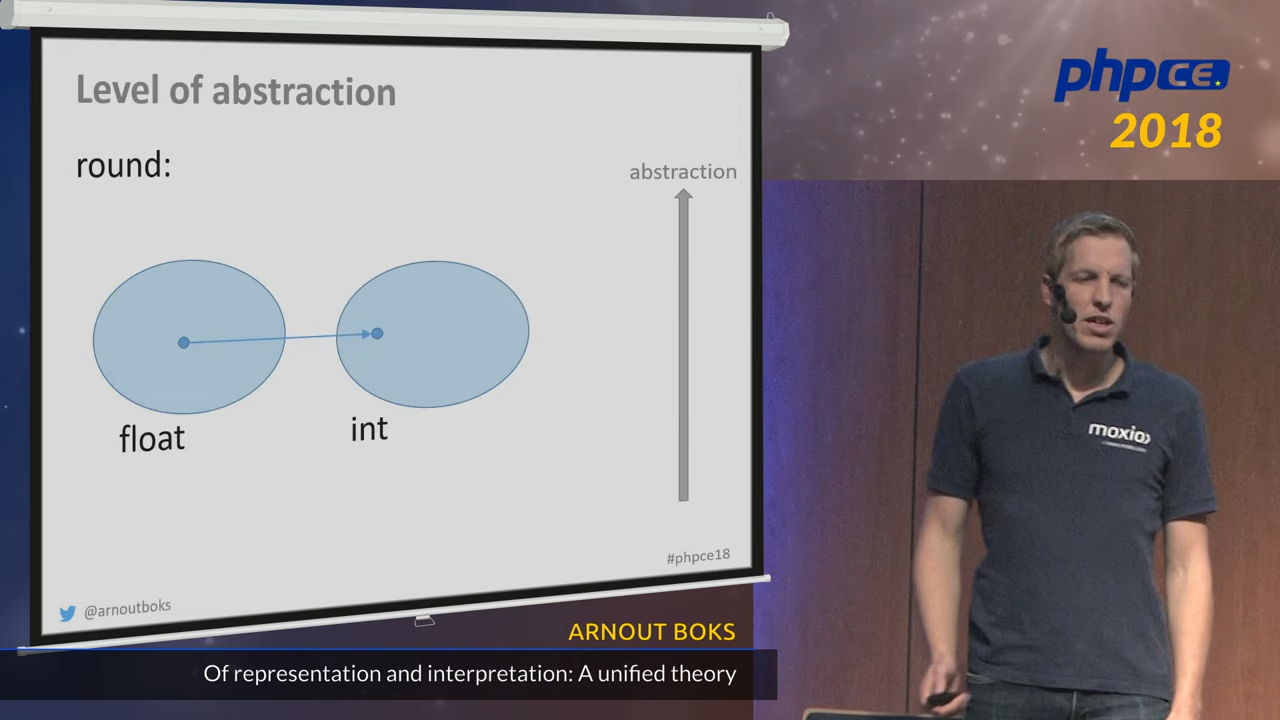 Level of abstraction
round:
abstraction
float
int
#phpce18
@arnoutboks
phpce.
2018
moxio
ARNOUT BOKS
Of representation and interpretation: A unified theory